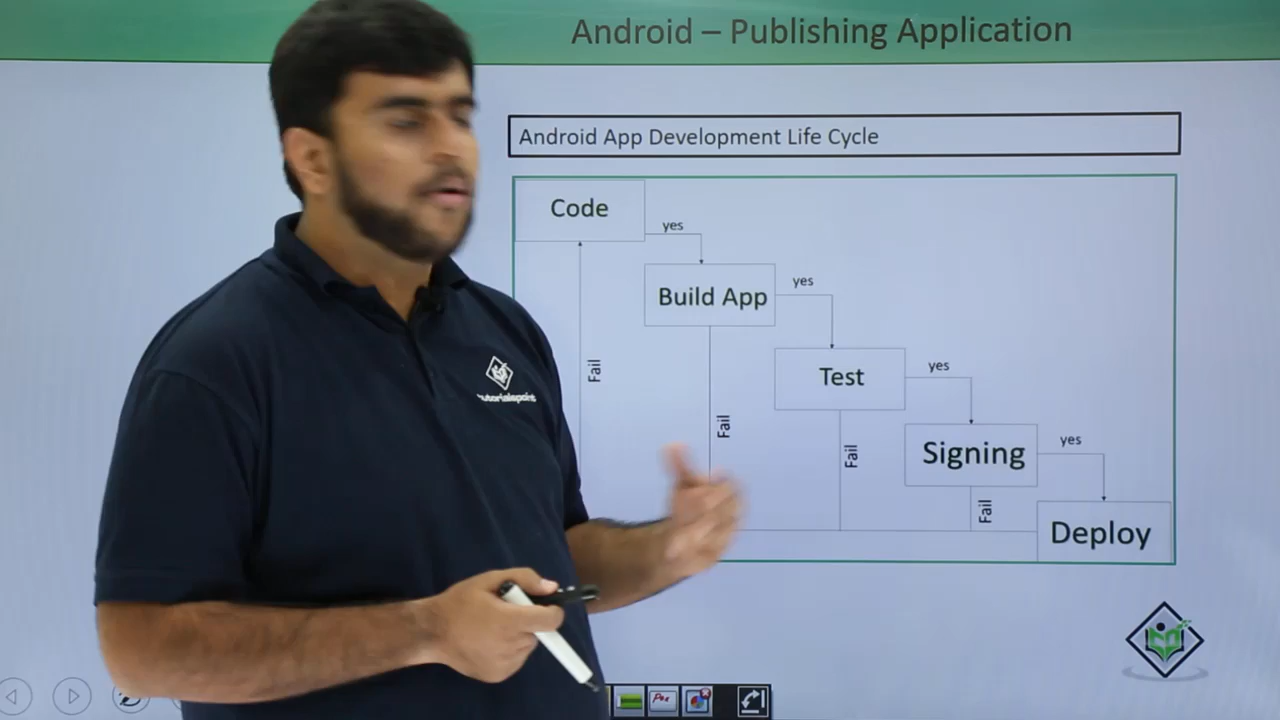 Android – Publishing Application
Android App Development Life Cycle
Code
yes
Build App
yes
Test
yes
Signing
yes
Deploy
Fail
Fail
Fail
Fail
tutorialspoint